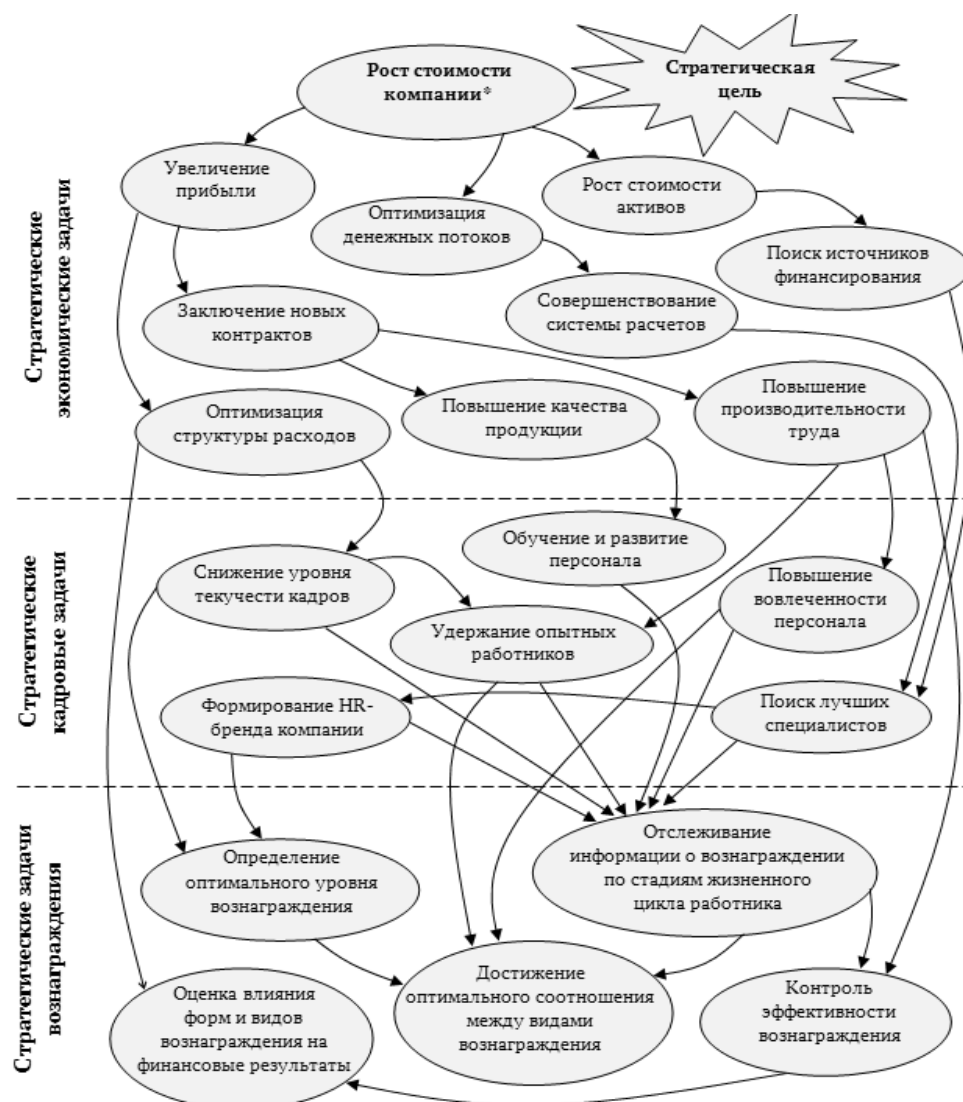 Рост стоимости
компании*
Стратегическая
цель
Стратегические
экономические задачи
Увеличение
прибыли
Оптимизация
денежных потоков
Рост стоимости
активов
Поиск источников
финансирования
Заключение новых
контрактов
Совершенствование
системы расчетов
Оптимизация
структуры расходов
Повышение качества
продукции
Повышение
производительности
труда
Стратегические
кадровые задачи
Обучение и развитие
персонала
Снижение уровня
текучести кадров
Повышение
вовлеченности
персонала
Удержание опытных
работников
Формирование HR-
бренда компании
Поиск лучших
специалистов
Стратегические задачи
вознаграждения
Определение
оптимального уровня
вознаграждения
Отслеживание
информации о вознаграждении
по стадиям жизненного
цикла работника
Оценка влияния
форм и видов
вознаграждения на
финансовые результаты
Достижение
оптимального соотношения
между видами
вознаграждения
Контроль
эффективности
вознаграждения